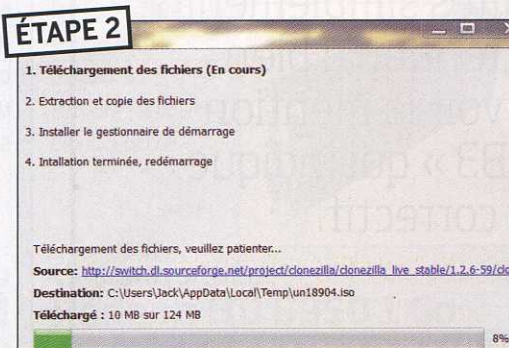 ÉTAPE 2
1. Téléchargement des fichiers (En cours)
2. Extraction et copie des fichiers
3. Installer le gestionnaire de démarrage
4. Intallation terminée, redémarrage
Téléchargement des fichiers, veuillez patienter...
Source: http://switch.dl.sourceforge.net/project/clonezilla/clonezilla_live_stable/1.2.6-59/clo
Destination: C:\Users\Jack\AppData\Local\Temp\un18904.iso
Téléchargé : 10 MB sur 124 MB
8%